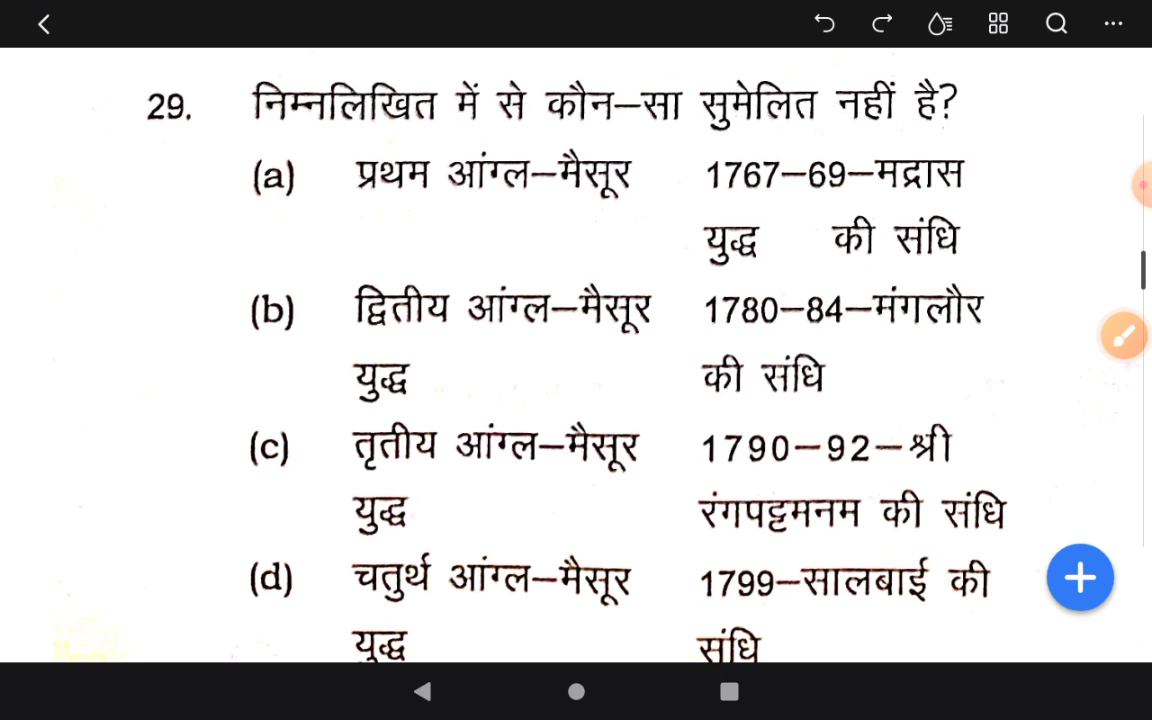 29. निम्नलिखित में से कौन–सा सुमेलित नहीं है?
(a) प्रथम आंग्ल–मैसूर 1767–69–मद्रास
युद्ध की संधि
(b) द्वितीय आंग्ल–मैसूर 1780–84–मंगलौर
युद्ध की संधि
(c) तृतीय आंग्ल–मैसूर 1790–92–श्री
युद्ध रंगपट्टमनम की संधि
(d) चतुर्थ आंग्ल–मैसूर 1799–सालबाई की
युद्ध संधि